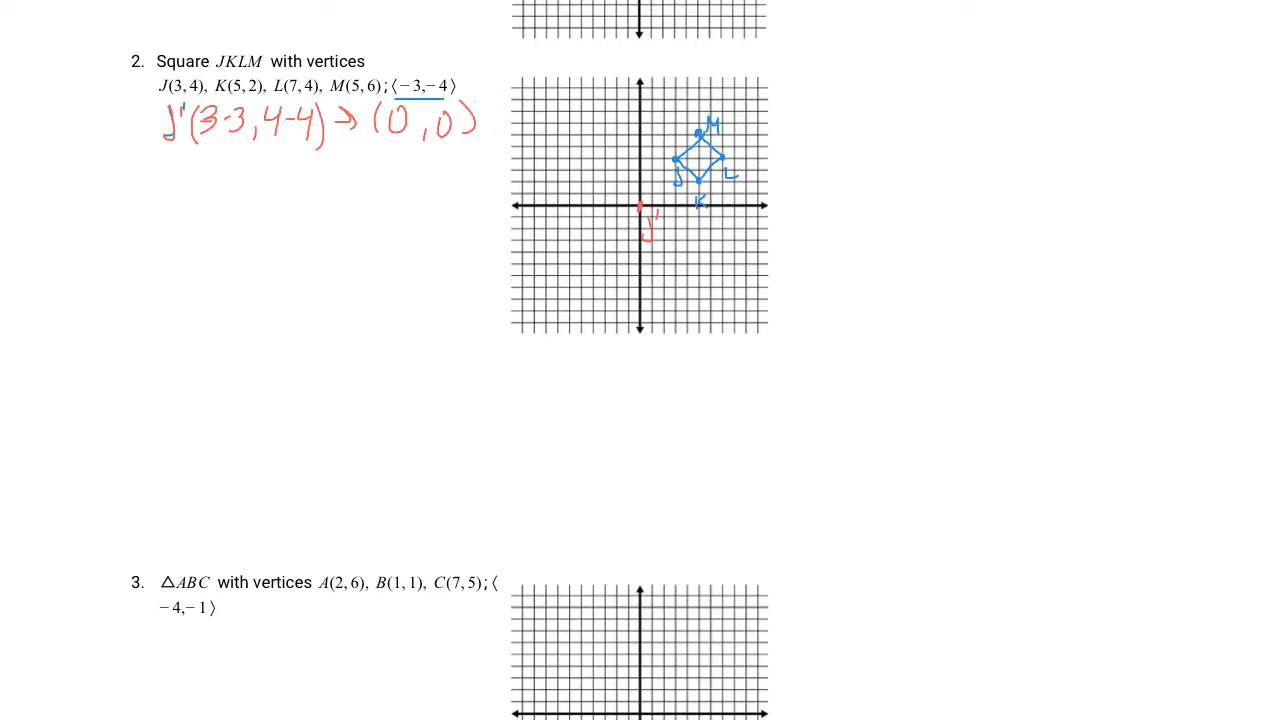 2. Square JKLM with vertices
J(3, 4), K(5, 2), L(7, 4), M(5, 6); ⟨−3,−4⟩
J'(3-3, 4-4) → (0, 0)
M
J
L
K
J'
3. △ABC with vertices A(2, 6), B(1, 1), C(7, 5); ⟨
−4,−1⟩